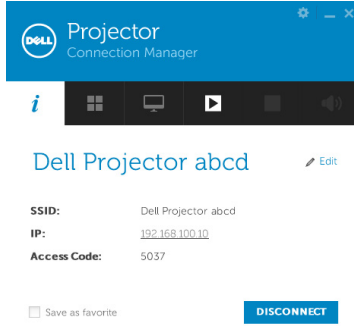 DELL
Projector
Connection Manager
i
Dell Projector abcd
Edit
SSID: Dell Projector abcd
IP: 192.168.100.10
Access Code: 5037
Save as favorite
DISCONNECT